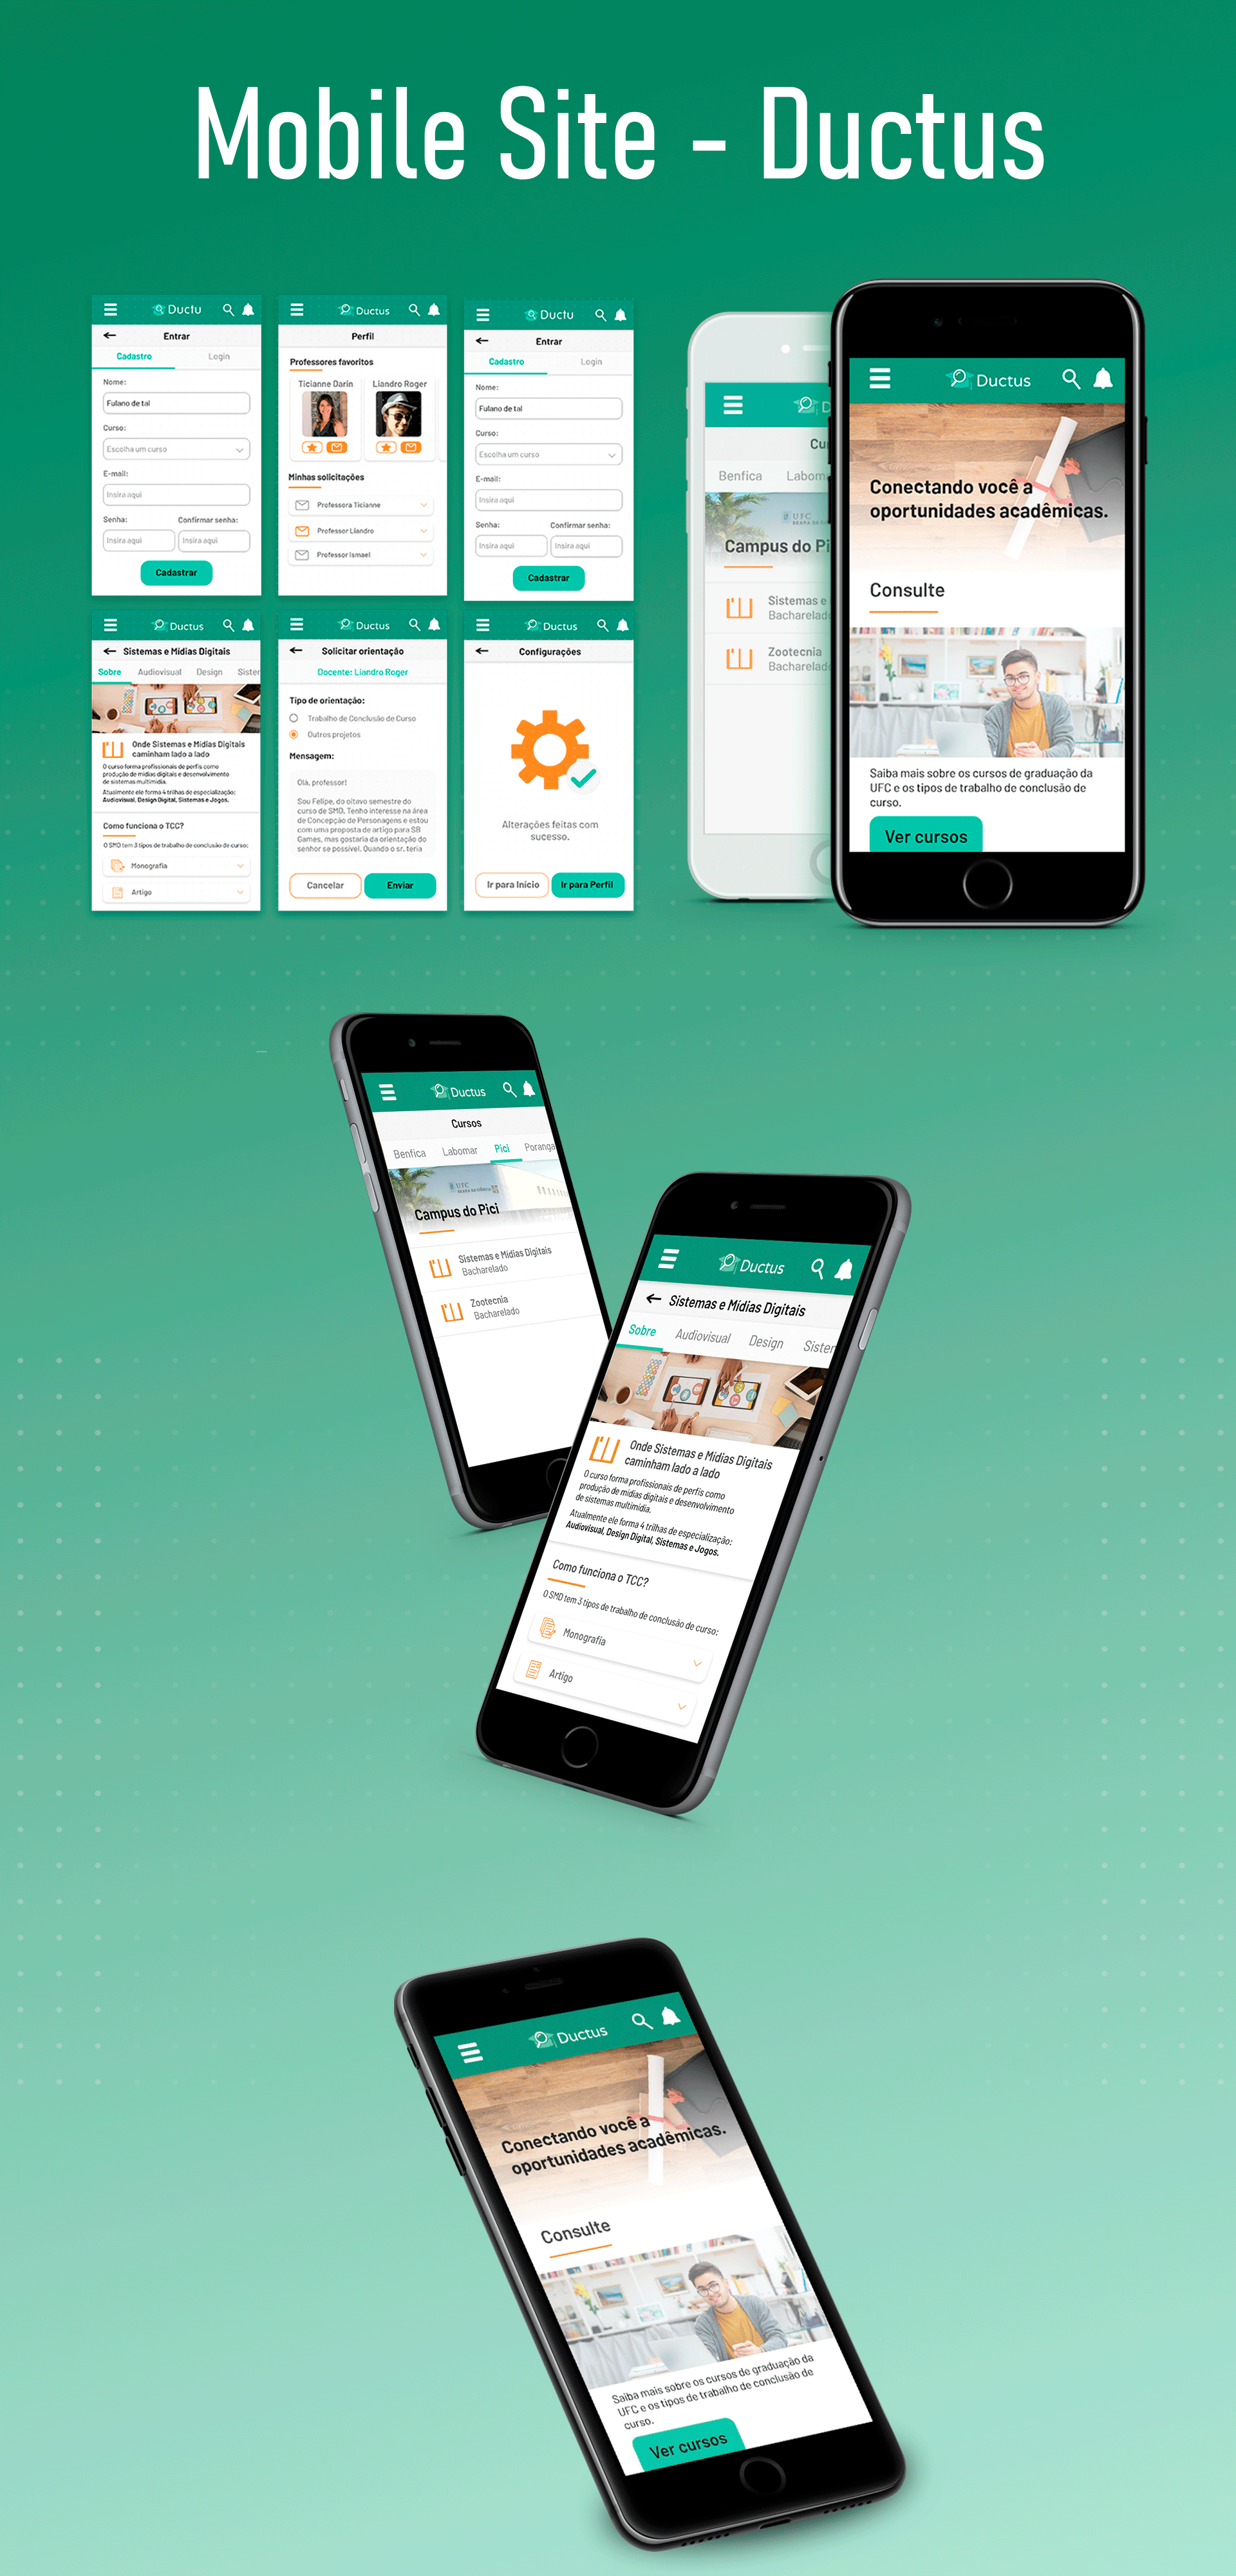 Mobile Site - Ductus
Ductu
Entrar
Cadastro Login
Nome:
Fulano de tal
Curso:
Escolha um curso
E-mail:
Insira aqui
Senha: Confirmar senha:
Insira aqui Insira aqui
Cadastrar
Ductus
Perfil
Professores favoritos
Ticianne Darin Liandro Roger
Minhas solicitações
Professora Ticianne
Professor Liandro
Professor Ismael
Ductu
Entrar
Cadastro Login
Nome:
Fulano de tal
Curso:
Escolha um curso
E-mail:
Insira aqui
Senha: Confirmar senha:
Insira aqui Insira aqui
Cadastrar
Ductus
Sistemas e Mídias Digitais
Sobre Audiovisual Design Sister
Onde Sistemas e Mídias Digitais
caminham lado a lado
O curso forma profissionais de perfis como
produção de mídias digitais e desenvolvimento
de sistemas multimídia.
Atualmente ele forma 4 trilhas de especialização:
Audiovisual, Design Digital, Sistemas e Jogos.
Como funciona o TCC?
O SMD tem 3 tipos de trabalho de conclusão de curso:
Monografia
Artigo
Ductus
Solicitar orientação
Docente: Liandro Roger
Tipo de orientação:
Trabalho de Conclusão de Curso
Outros projetos
Mensagem:
Olá, professor!
Sou Felipe, do oitavo semestre do
curso de SMD. Tenho interesse na área
de Concepção de Personagens e estou
com uma proposta de artigo para SB
Games, mas gostaria da orientação do
senhor se possível. Quando o sr. teria
Cancelar Enviar
Ductus
Configurações
Alterações feitas com
sucesso.
Ir para Início Ir para Perfil
D
Cu
Benfica Labom
UFC
SEARA DA CIÊNCIA
Campus do Pi
Sistemas e
Bacharelado
Zootecnia
Bacharelado
Ductus
Conectando você a
oportunidades acadêmicas.
Consulte
Saiba mais sobre os cursos de graduação da
UFC e os tipos de trabalho de conclusão de
curso.
Ver cursos
Ductus
Cursos
Benfica Labomar Pici Poranga
UFC
SEARA DA CIÊNCIA
Campus do Pici
Sistemas e Mídias Digitais
Bacharelado
Zootecnia
Bacharelado
Ductus
Sistemas e Mídias Digitais
Sobre Audiovisual Design Sister
Onde Sistemas e Mídias Digitais
caminham lado a lado
O curso forma profissionais de perfis como
produção de mídias digitais e desenvolvimento
de sistemas multimídia.
Atualmente ele forma 4 trilhas de especialização:
Audiovisual, Design Digital, Sistemas e Jogos.
Como funciona o TCC?
O SMD tem 3 tipos de trabalho de conclusão de curso:
Monografia
Artigo
Ductus
Conectando você a
oportunidades acadêmicas.
Consulte
Saiba mais sobre os cursos de graduação da
UFC e os tipos de trabalho de conclusão de
curso.
Ver cursos